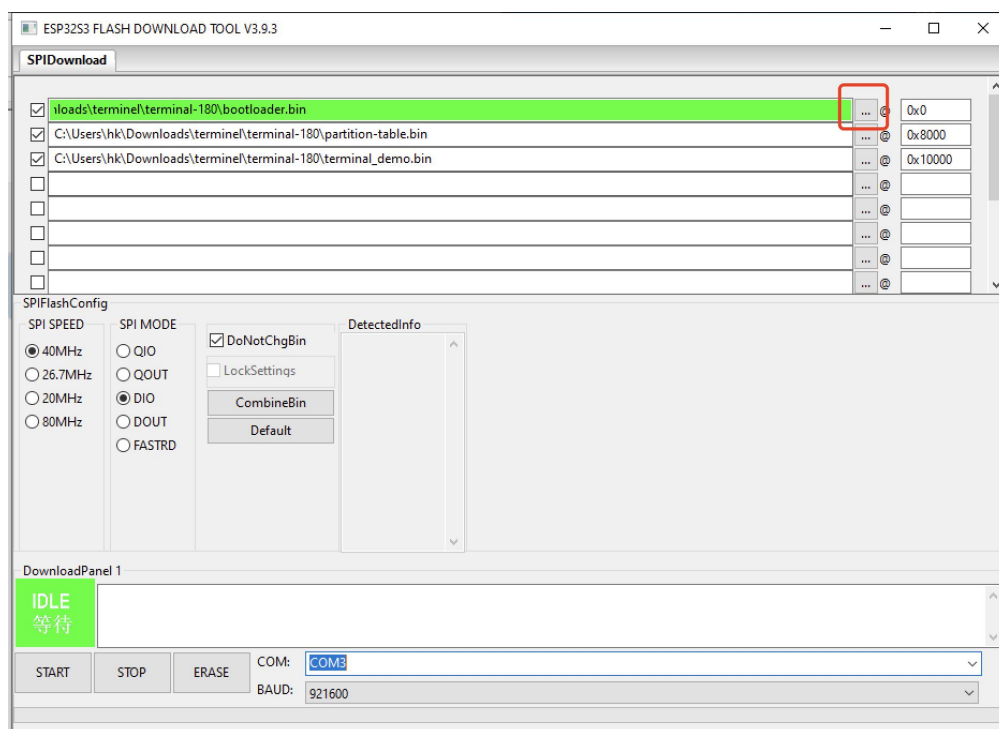 ESP32S3 FLASH DOWNLOAD TOOL V3.9.3
SPIDownload
ıloads\terminel\terminal-180\bootloader.bin ... @ 0x0
C:\Users\hk\Downloads\terminel\terminal-180\partition-table.bin ... @ 0x8000
C:\Users\hk\Downloads\terminel\terminal-180\terminal_demo.bin ... @ 0x10000
... @
... @
... @
... @
... @
SPIFlashConfig
SPI SPEED
40MHz
26.7MHz
20MHz
80MHz
SPI MODE
QIO
QOUT
DIO
DOUT
FASTRD
DoNotChgBin
LockSettings
CombineBin
Default
DetectedInfo
DownloadPanel 1
IDLE
等待
START STOP ERASE
COM: COM3
BAUD: 921600